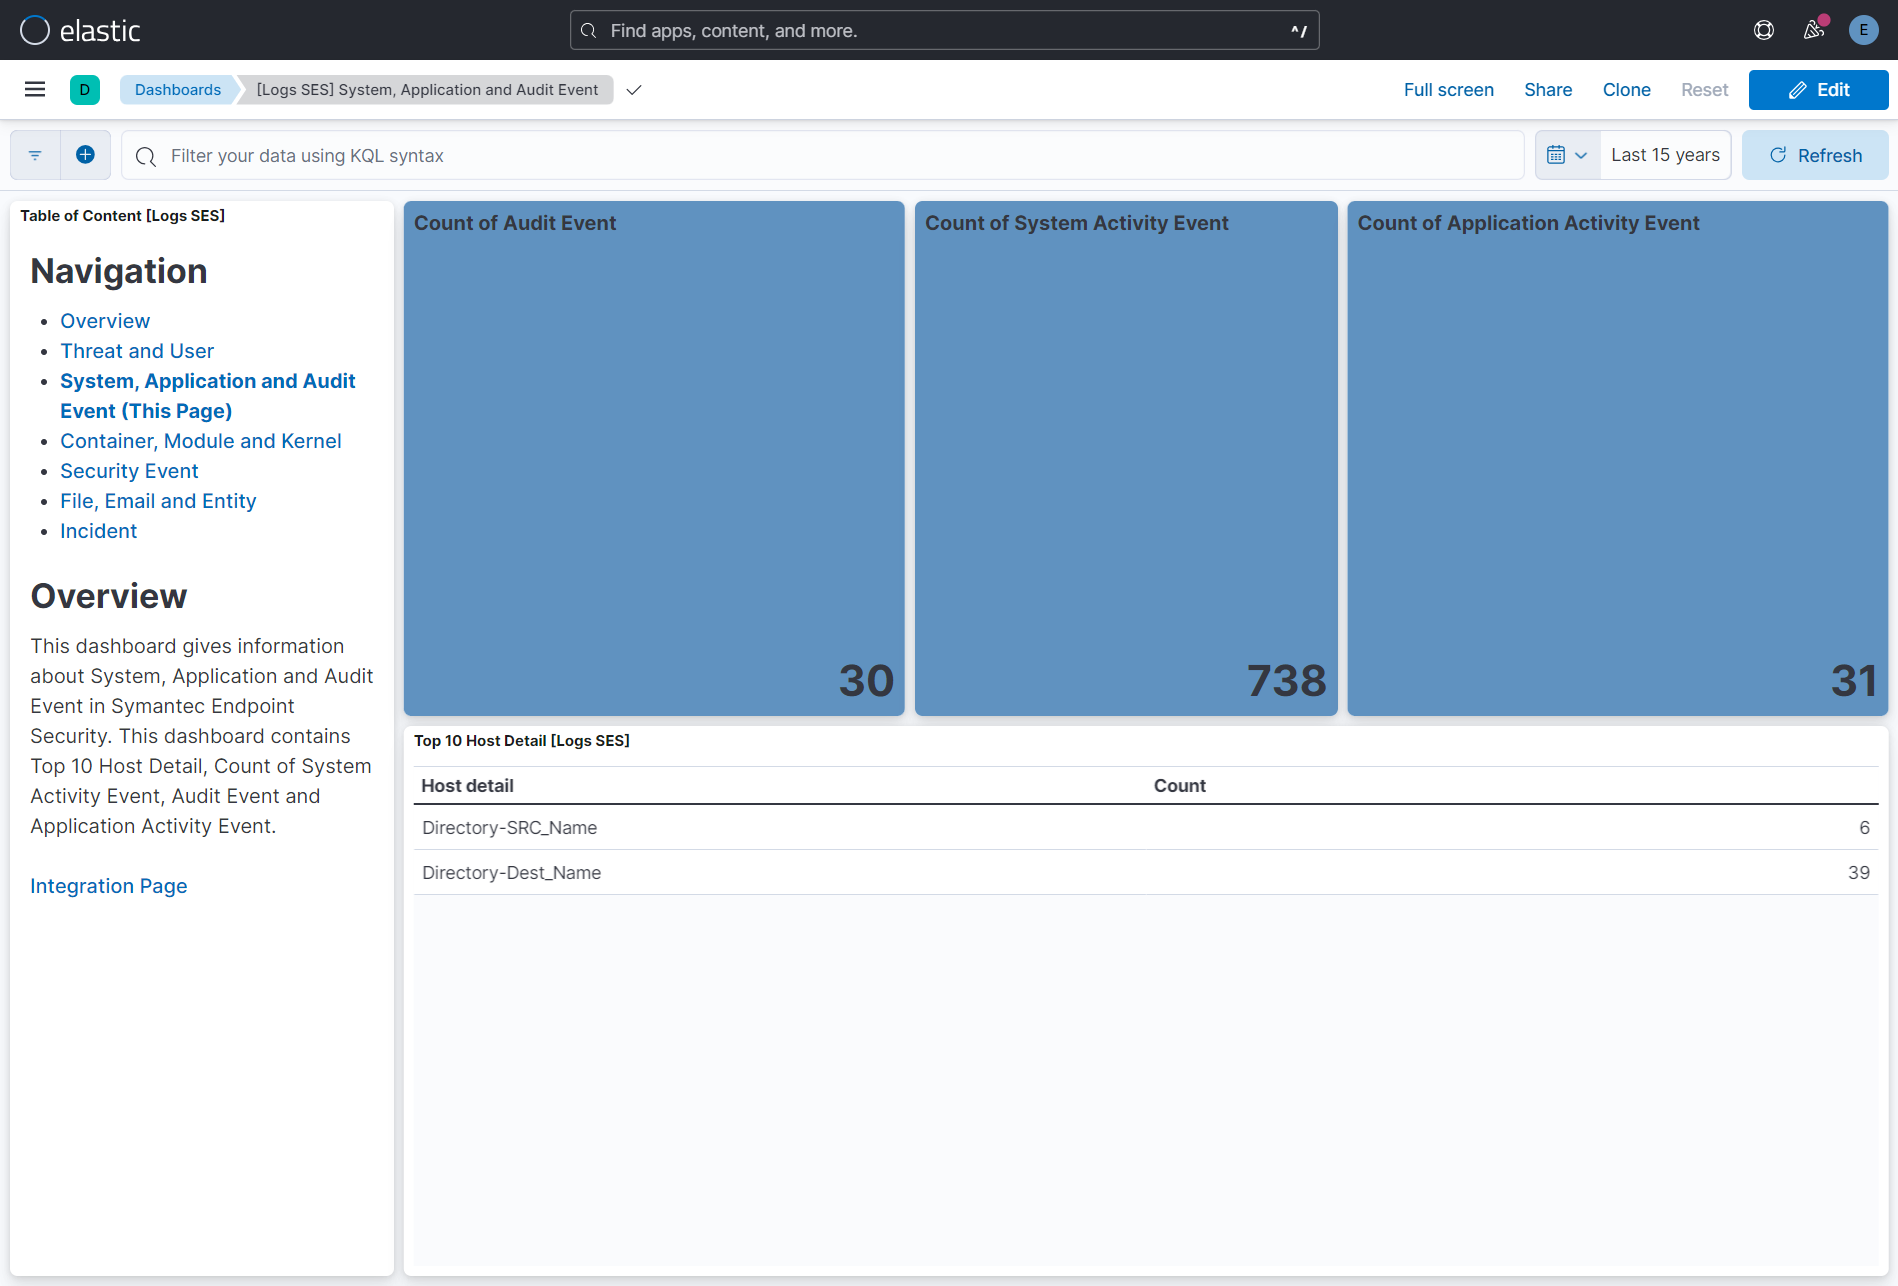 elastic
Find apps, content, and more.
^/
E
D
Dashboards
[Logs SES] System, Application and Audit Event
Full screen
Share
Clone
Reset
Edit
Filter your data using KQL syntax
Last 15 years
Refresh
Table of Content [Logs SES]
Navigation
• Overview
• Threat and User
• System, Application and Audit
Event (This Page)
• Container, Module and Kernel
• Security Event
• File, Email and Entity
• Incident
Overview
This dashboard gives information
about System, Application and Audit
Event in Symantec Endpoint
Security. This dashboard contains
Top 10 Host Detail, Count of System
Activity Event, Audit Event and
Application Activity Event.
Integration Page
Count of Audit Event
30
Count of System Activity Event
738
Count of Application Activity Event
31
Top 10 Host Detail [Logs SES]
Host detail Count
Directory-SRC_Name 6
Directory-Dest_Name 39